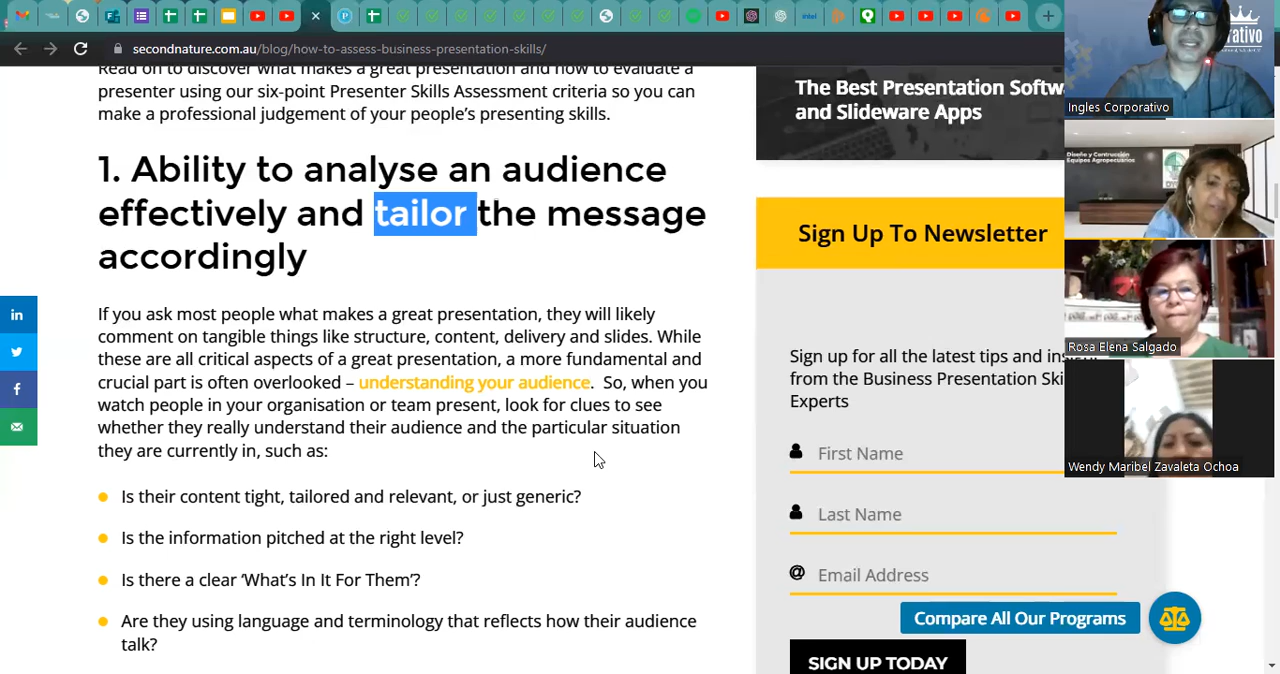 secondnature.com.au/blog/how-to-assess-business-presentation-skills/
Read on to discover what makes a great presentation and how to evaluate a
presenter using our six-point Presenter Skills Assessment criteria so you can
make a professional judgement of your people's presenting skills.
1. Ability to analyse an audience
effectively and tailor the message
accordingly
If you ask most people what makes a great presentation, they will likely
comment on tangible things like structure, content, delivery and slides. While
these are all critical aspects of a great presentation, a more fundamental and
crucial part is often overlooked – understanding your audience. So, when you
watch people in your organisation or team present, look for clues to see
whether they really understand their audience and the particular situation
they are currently in, such as:
Is their content tight, tailored and relevant, or just generic?
Is the information pitched at the right level?
Is there a clear ‘What’s In It For Them’?
Are they using language and terminology that reflects how their audience
talk?
The Best Presentation Softw
and Slideware Apps
Sign Up To Newsletter
Sign up for all the latest tips and in
from the Business Presentation Ski
Experts
First Name
Last Name
@ Email Address
Compare All Our Programs
SIGN UP TODAY
rativo
Ingles Corporativo
Equipos Agropecuarios
Rosa Elena Salgado
Wendy Maribel Zavaleta Ochoa